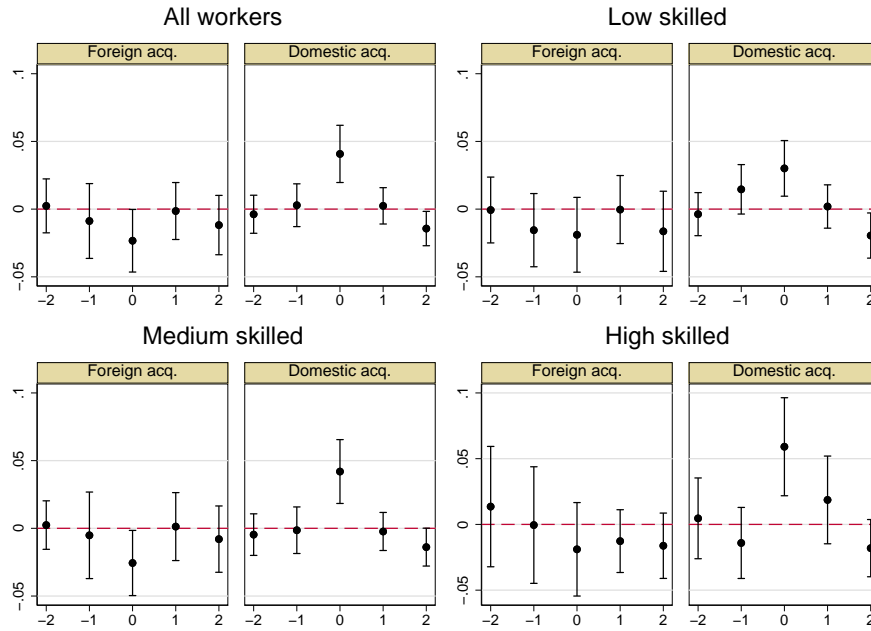 All workers
Foreign acq.
Domestic acq.
.1
.05
0
−.05
−2 −1 0 1 2
−2 −1 0 1 2
Low skilled
Foreign acq.
Domestic acq.
.1
.05
0
−.05
−2 −1 0 1 2
−2 −1 0 1 2
Medium skilled
Foreign acq.
Domestic acq.
.1
.05
0
−.05
−2 −1 0 1 2
−2 −1 0 1 2
High skilled
Foreign acq.
Domestic acq.
.1
.05
0
−.05
−2 −1 0 1 2
−2 −1 0 1 2